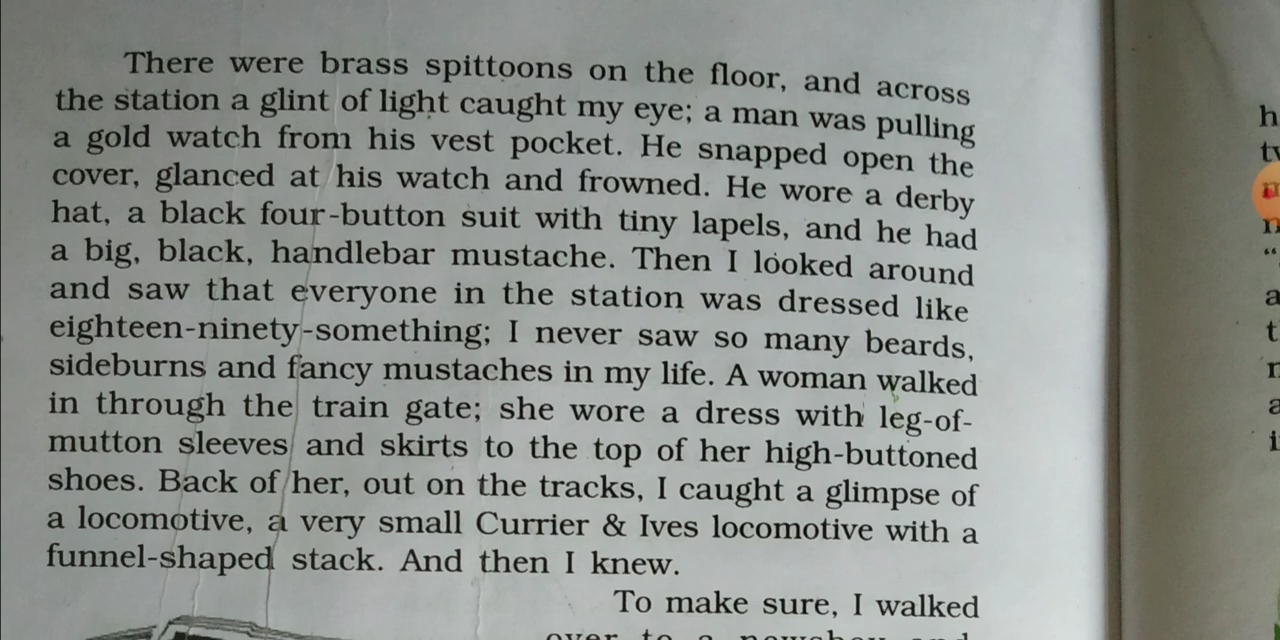 There were brass spittoons on the floor, and across
the station a glint of light caught my eye; a man was pulling
a gold watch from his vest pocket. He snapped open the
cover, glanced at his watch and frowned. He wore a derby
hat, a black four-button suit with tiny lapels, and he had
a big, black, handlebar mustache. Then I looked around
and saw that everyone in the station was dressed like
eighteen-ninety-something; I never saw so many beards,
sideburns and fancy mustaches in my life. A woman walked
in through the train gate; she wore a dress with leg-of-
mutton sleeves and skirts to the top of her high-buttoned
shoes. Back of her, out on the tracks, I caught a glimpse of
a locomotive, a very small Currier & Ives locomotive with a
funnel-shaped stack. And then I knew.
To make sure, I walked